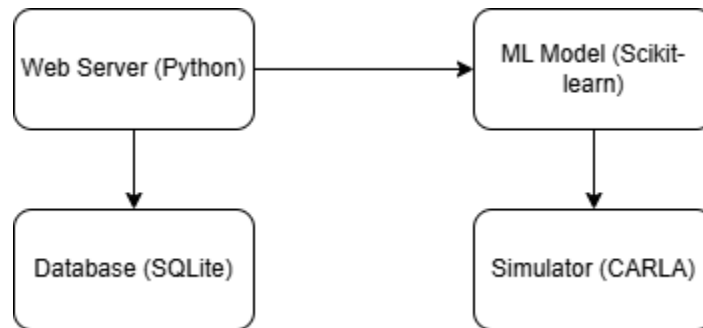 Web Server (Python)
ML Model (Scikit-
learn)
Database (SQLite)
Simulator (CARLA)